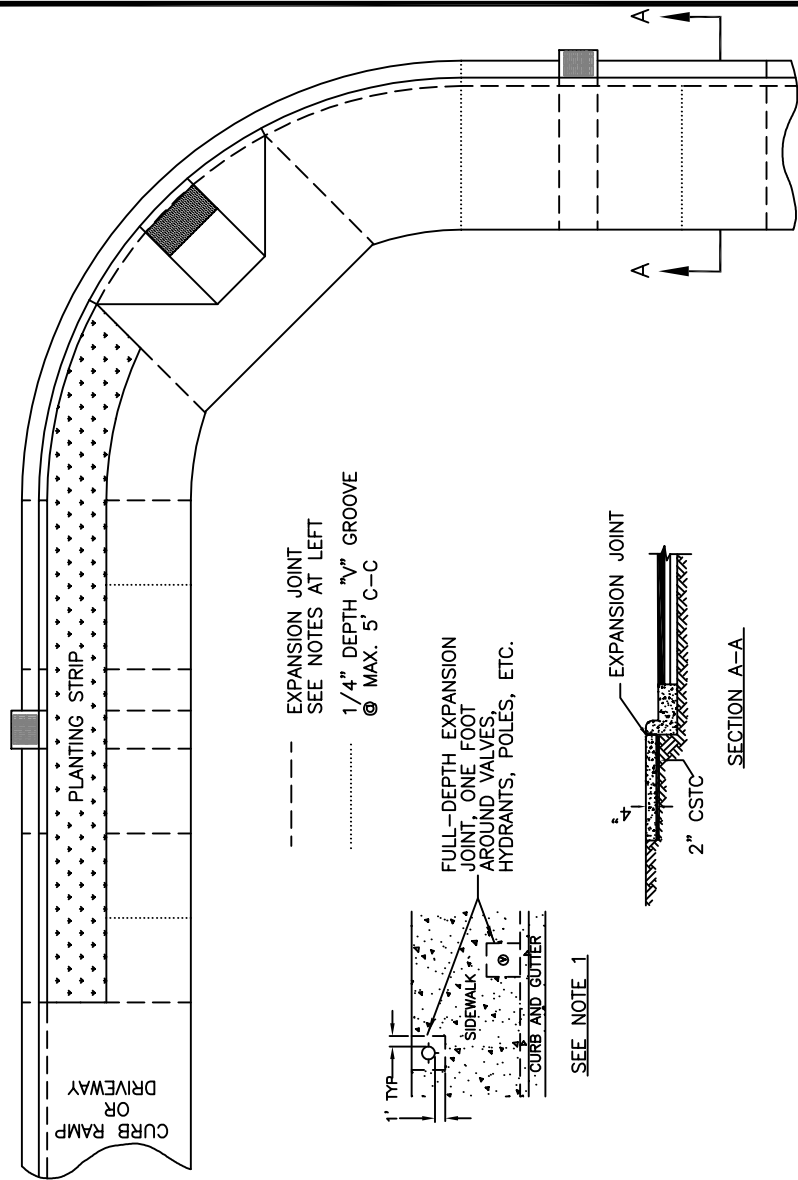 A
A
A
A
PLANTING STRIP
CURB RAMP
OR
DRIVEWAY
EXPANSION JOINT
SEE NOTES AT LEFT
1/4" DEPTH "V" GROOVE
@ MAX. 5' C-C
FULL-DEPTH EXPANSION
JOINT, ONE FOOT
AROUND VALVES,
HYDRANTS, POLES, ETC.
1' TYP
SIDEWALK
V
CURB AND GUTTER
SEE NOTE 1
EXPANSION JOINT
4"
2" CSTC
SECTION A-A